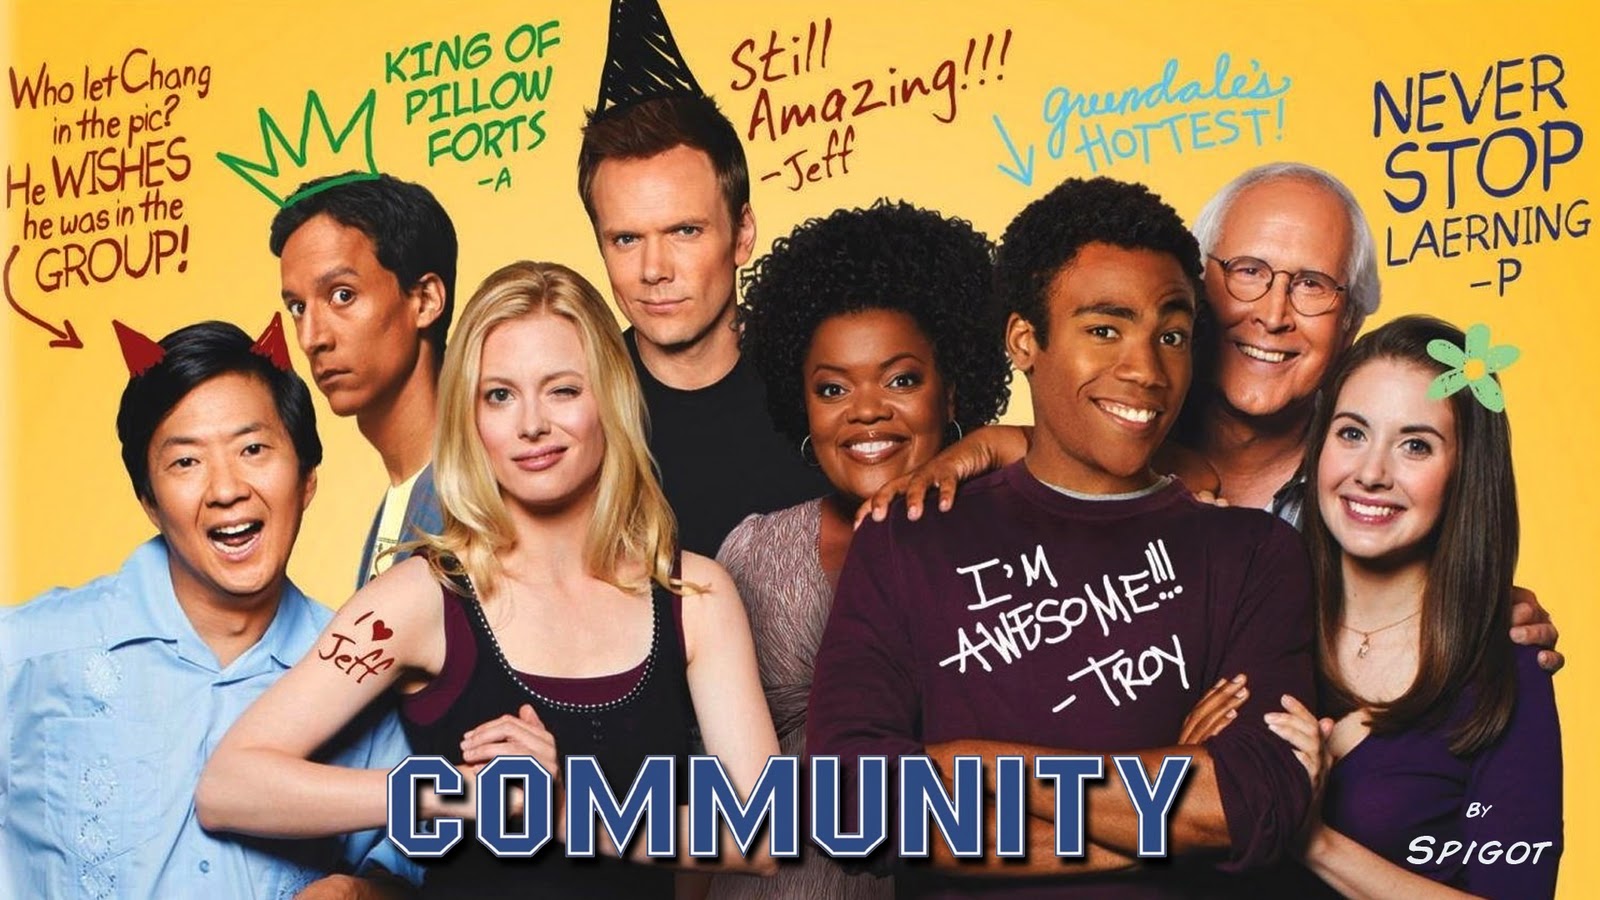 Who let Chang
in the pic?
He WISHES
he was in the
GROUP!
KING OF
PILLOW
FORTS
-A
Still
Amazing!!!
-Jeff
greendale's
HOTTEST!
NEVER
STOP
LAERNING
-P
I ♥
Jeff
I'M
AWESOME!!!
-TROY
COMMUNITY
BY
SPIGOT